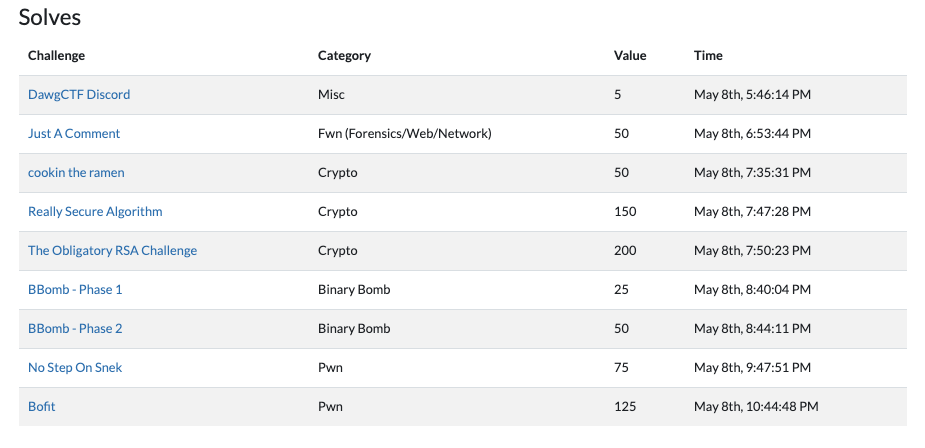 Solves
Challenge Category Value Time
DawgCTF Discord Misc 5 May 8th, 5:46:14 PM
Just A Comment Fwn (Forensics/Web/Network) 50 May 8th, 6:53:44 PM
cookin the ramen Crypto 50 May 8th, 7:35:31 PM
Really Secure Algorithm Crypto 150 May 8th, 7:47:28 PM
The Obligatory RSA Challenge Crypto 200 May 8th, 7:50:23 PM
BBomb - Phase 1 Binary Bomb 25 May 8th, 8:40:04 PM
BBomb - Phase 2 Binary Bomb 50 May 8th, 8:44:11 PM
No Step On Snek Pwn 75 May 8th, 9:47:51 PM
Bofit Pwn 125 May 8th, 10:44:48 PM